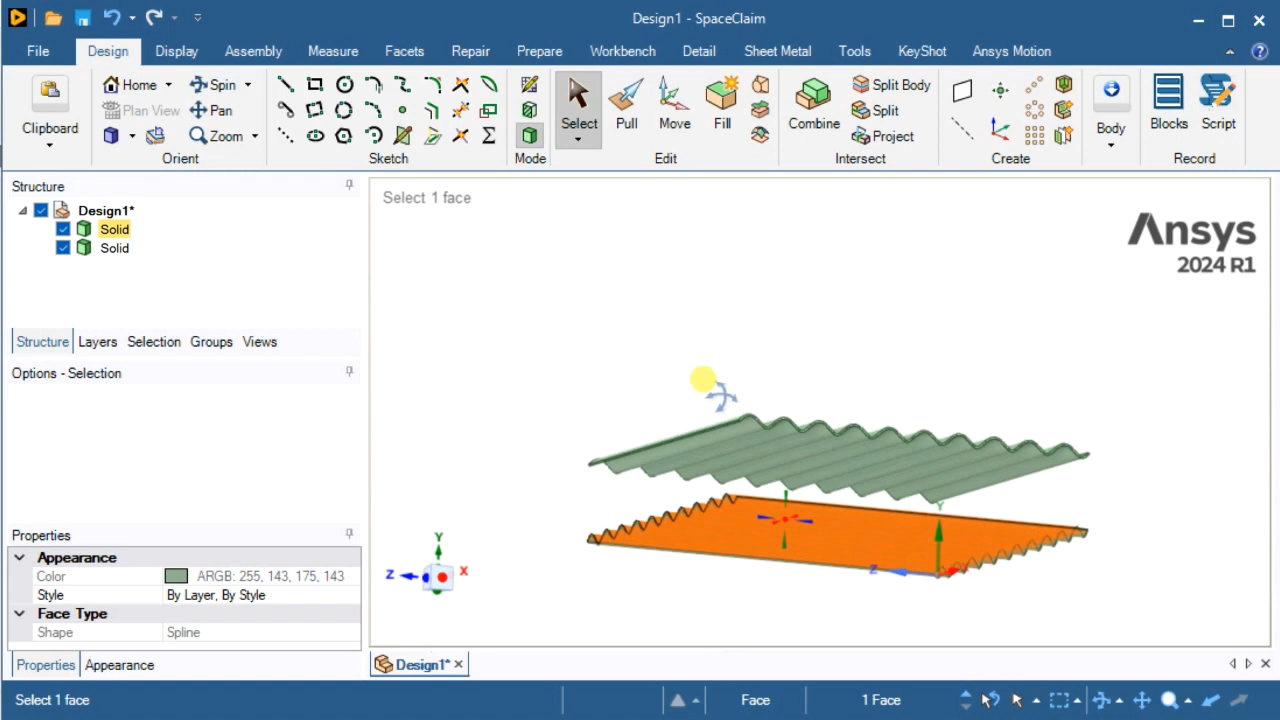 Design1 - SpaceClaim
File Design Display Assembly Measure Facets Repair Prepare Workbench Detail Sheet Metal Tools KeyShot Ansys Motion
Clipboard
Home Spin
Plan View Pan
Zoom
Orient
Sketch
Mode
Select Pull Move Fill
Edit
Combine
Split Body
Split
Project
Intersect
Create
Body
Blocks Script
Record
Structure
Design1*
Solid
Solid
Structure Layers Selection Groups Views
Options - Selection
Properties
Appearance
Color ARGB: 255, 143, 175, 143
Style By Layer, By Style
Face Type
Shape Spline
Properties Appearance
Select 1 face
Ansys
2024 R1
Y
Z
Y
Z X
Design1*
Select 1 face Face 1 Face